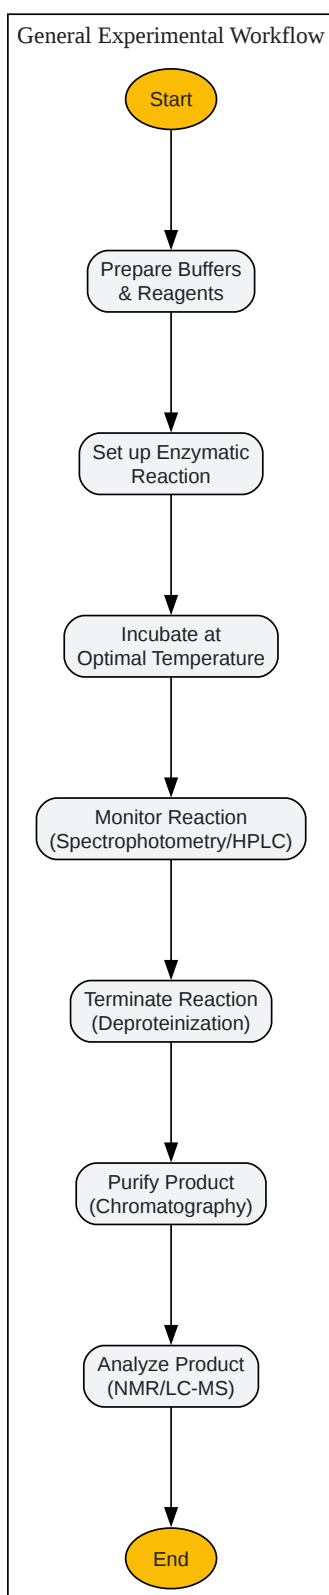 General Experimental Workflow
Start
Prepare Buffers
& Reagents
Set up Enzymatic
Reaction
Incubate at
Optimal Temperature
Monitor Reaction
(Spectrophotometry/HPLC)
Terminate Reaction
(Deproteinization)
Purify Product
(Chromatography)
Analyze Product
(NMR/LC-MS)
End